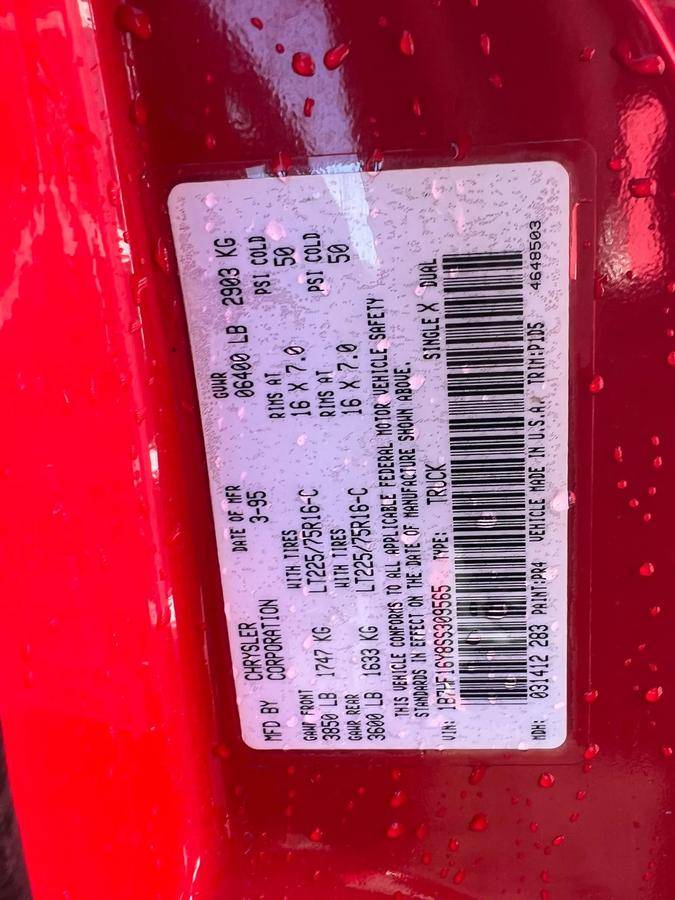 MFD BY CHRYSLER CORPORATION DATE OF MFR 3-95 GVWR 06400 LB 2903 KG
GAWR FRONT WITH TIRES RIMS AT PSI COLD
3850 LB 1747 KG LT225/75R16-C 16 X 7.0 50
GAWR REAR WITH TIRES RIMS AT PSI COLD
3600 LB 1633 KG LT225/75R16-C 16 X 7.0 50
THIS VEHICLE CONFORMS TO ALL APPLICABLE FEDERAL MOTOR VEHICLE SAFETY
STANDARDS IN EFFECT ON THE DATE OF MANUFACTURE SHOWN ABOVE.
VIN: 1B7HF16Y8SS309565 TYPE: TRUCK SINGLE X DUAL
MDH: 031412 283 PAINT:PR4 VEHICLE MADE IN U.S.A. TRIM:P1D5 4648503